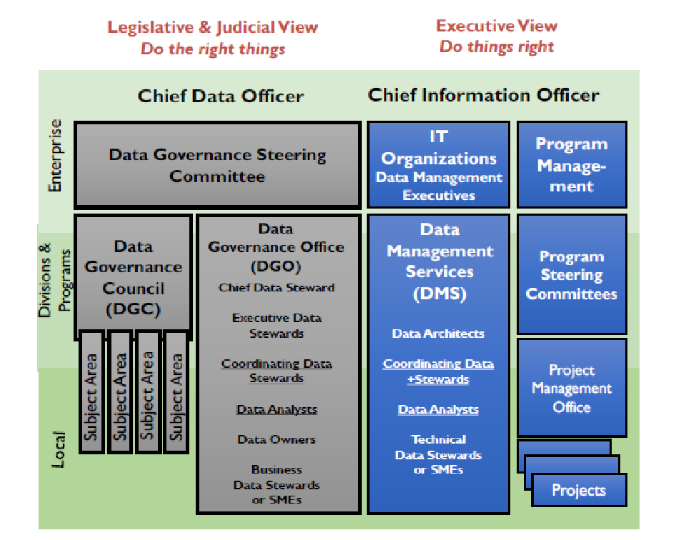 Legislative & Judicial View
Do the right things
Executive View
Do things right
Chief Data Officer
Chief Information Officer
Enterprise
Divisions &
Programs
Local
Data Governance Steering
Committee
IT
Organizations
Data Management
Executives
Program
Manage-
ment
Data
Governance
Council
(DGC)
Subject Area
Subject Area
Subject Area
Subject Area
Data
Governance Office
(DGO)
Chief Data Steward
Executive Data
Stewards
Coordinating Data
Stewards
Data Analysts
Data Owners
Business
Data Stewards
or SMEs
Data
Management
Services
(DMS)
Data Architects
Coordinating Data
+Stewards
Data Analysts
Technical
Data Stewards
or SMEs
Program
Steering
Committees
Project
Management
Office
Projects